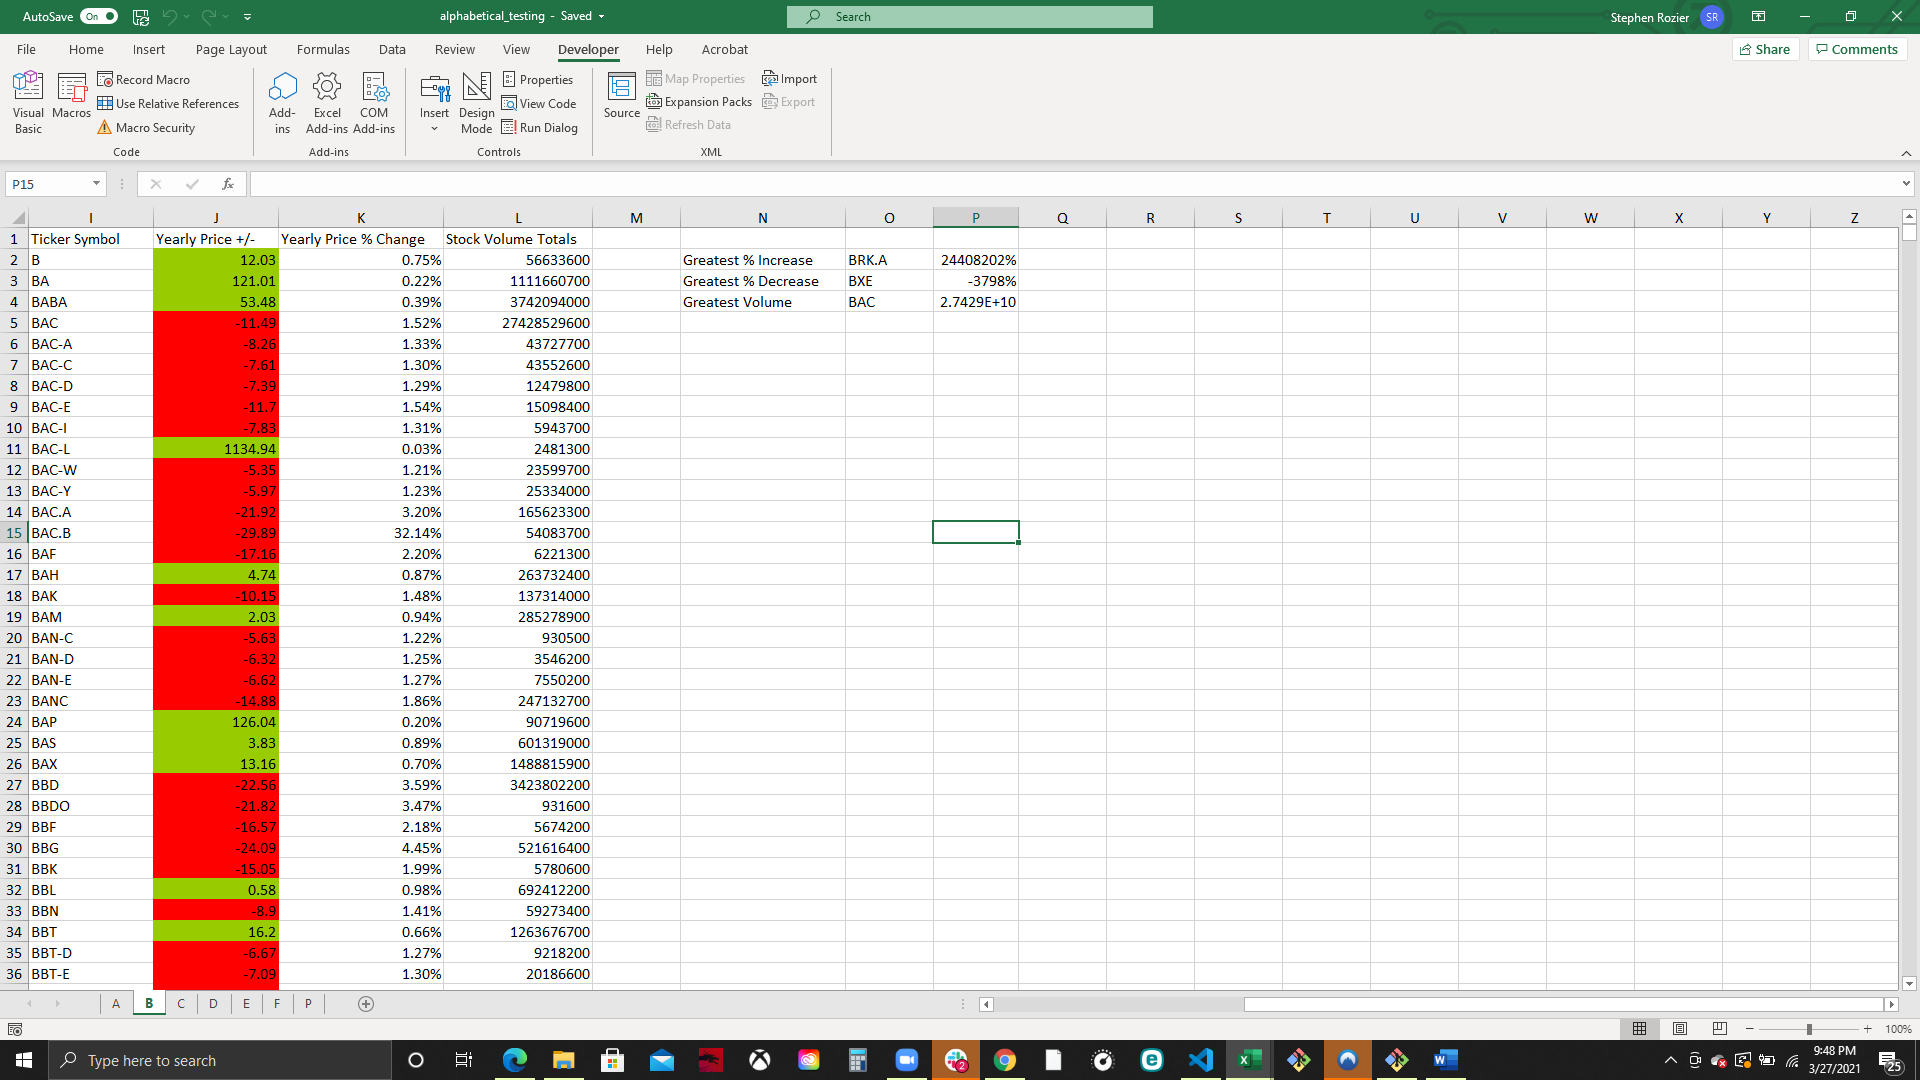 AutoSave On alphabetical_testing - Saved Search Stephen Rozier SR
File Home Insert Page Layout Formulas Data Review View Developer Help Acrobat Share Comments
Visual Basic Macros Record Macro Use Relative References Macro Security Code
Add-ins Excel Add-ins COM Add-ins Add-ins
Insert Design Mode Properties View Code Run Dialog Controls
Source Map Properties Expansion Packs Refresh Data Import Export XML
P15 fx
I J K L M N O P Q R S T U V W X Y Z
1 Ticker Symbol Yearly Price +/- Yearly Price % Change Stock Volume Totals
2 B 12.03 0.75% 56633600 Greatest % Increase BRK.A 24408202%
3 BA 121.01 0.22% 1111660700 Greatest % Decrease BXE -3798%
4 BABA 53.48 0.39% 3742094000 Greatest Volume BAC 2.7429E+10
5 BAC -11.49 1.52% 27428529600
6 BAC-A -8.26 1.33% 43727700
7 BAC-C -7.61 1.30% 43552600
8 BAC-D -7.39 1.29% 12479800
9 BAC-E -11.7 1.54% 15098400
10 BAC-I -7.83 1.31% 5943700
11 BAC-L 1134.94 0.03% 2481300
12 BAC-W -5.35 1.21% 23599700
13 BAC-Y -5.97 1.23% 25334000
14 BAC.A -21.92 3.20% 165623300
15 BAC.B -29.89 32.14% 54083700
16 BAF -17.16 2.20% 6221300
17 BAH 4.74 0.87% 263732400
18 BAK -10.15 1.48% 137314000
19 BAM 2.03 0.94% 285278900
20 BAN-C -5.63 1.22% 930500
21 BAN-D -6.32 1.25% 3546200
22 BAN-E -6.62 1.27% 7550200
23 BANC -14.88 1.86% 247132700
24 BAP 126.04 0.20% 90719600
25 BAS 3.83 0.89% 601319000
26 BAX 13.16 0.70% 1488815900
27 BBD -22.56 3.59% 3423802200
28 BBDO -21.82 3.47% 931600
29 BBF -16.57 2.18% 5674200
30 BBG -24.09 4.45% 521616400
31 BBK -15.05 1.99% 5780600
32 BBL 0.58 0.98% 692412200
33 BBN -8.9 1.41% 59273400
34 BBT 16.2 0.66% 1263676700
35 BBT-D -6.67 1.27% 9218200
36 BBT-E -7.09 1.30% 20186600
A B C D E F P
100%
Type here to search 2 9:48 PM 3/27/2021 25